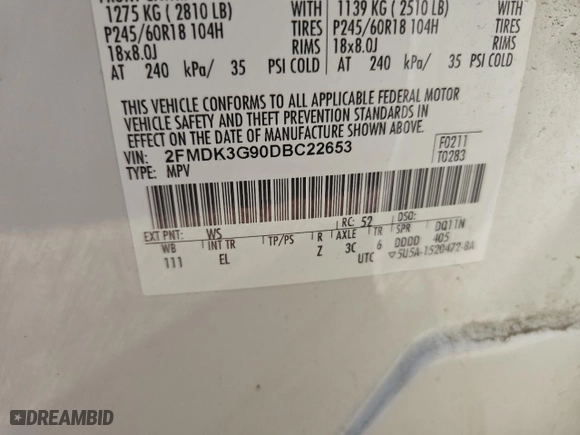 1275 KG ( 2810 LB) WITH 1139 KG ( 2510 LB) WITH
P245/60R18 104H TIRES P245/60R18 104H TIRES
18x8.0J RIMS 18x8.0J RIMS
AT 240 kPa/ 35 PSI COLD AT 240 kPa/ 35 PSI COLD
THIS VEHICLE CONFORMS TO ALL APPLICABLE FEDERAL MOTOR
VEHICLE SAFETY AND THEFT PREVENTION STANDARDS IN
EFFECT ON THE DATE OF MANUFACTURE SHOWN ABOVE.
VIN: 2FMDK3G90DBC22653 F0211
TYPE: MPV T0283
EXT PNT: WS RC: 52 DSO:
WB INT TR TP/PS R AXLE TR SPR DQ11N
111 EL Z 3C 6 DDDD 405
UTC ▽5U5A-1520472-BA
DREAMBID